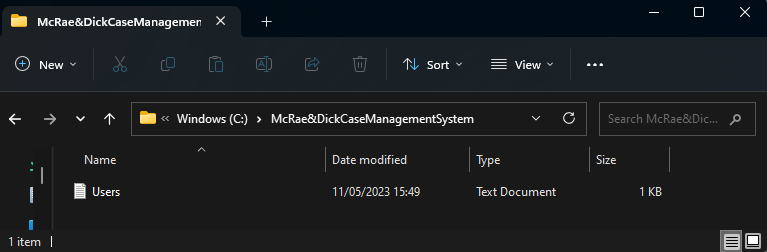 McRae&DickCaseManagemen
New
Sort
View
Windows (C:) McRae&DickCaseManagementSystem
Search McRae&Dic...
Name Date modified Type Size
Users 11/05/2023 15:49 Text Document 1 KB
1 item